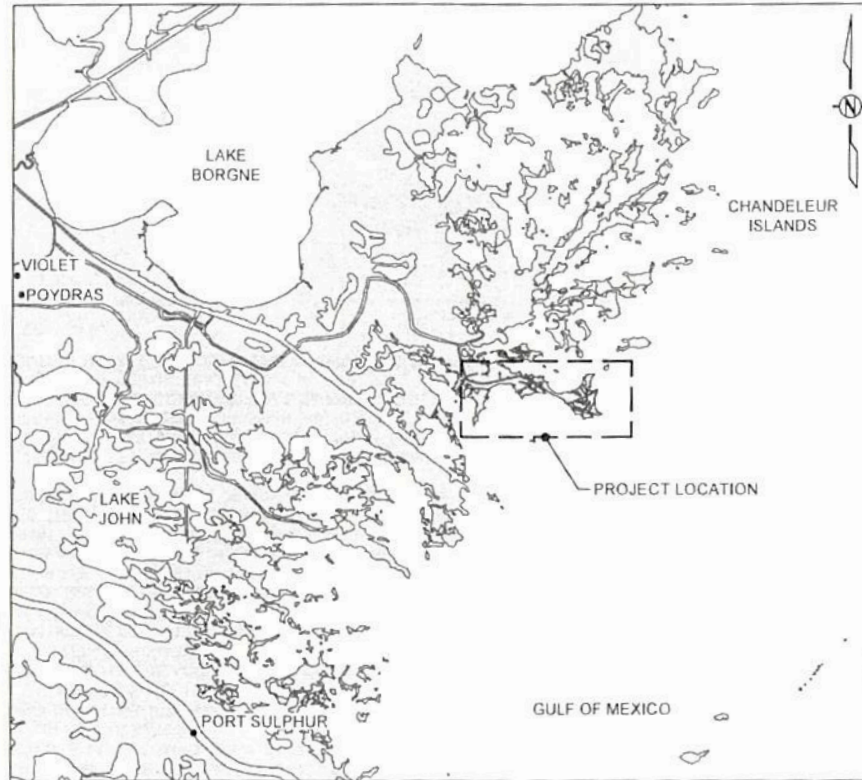 N
LAKE
BORGNE
CHANDELEUR
ISLANDS
VIOLET
POYDRAS
PROJECT LOCATION
LAKE
JOHN
GULF OF MEXICO
PORT SULPHUR